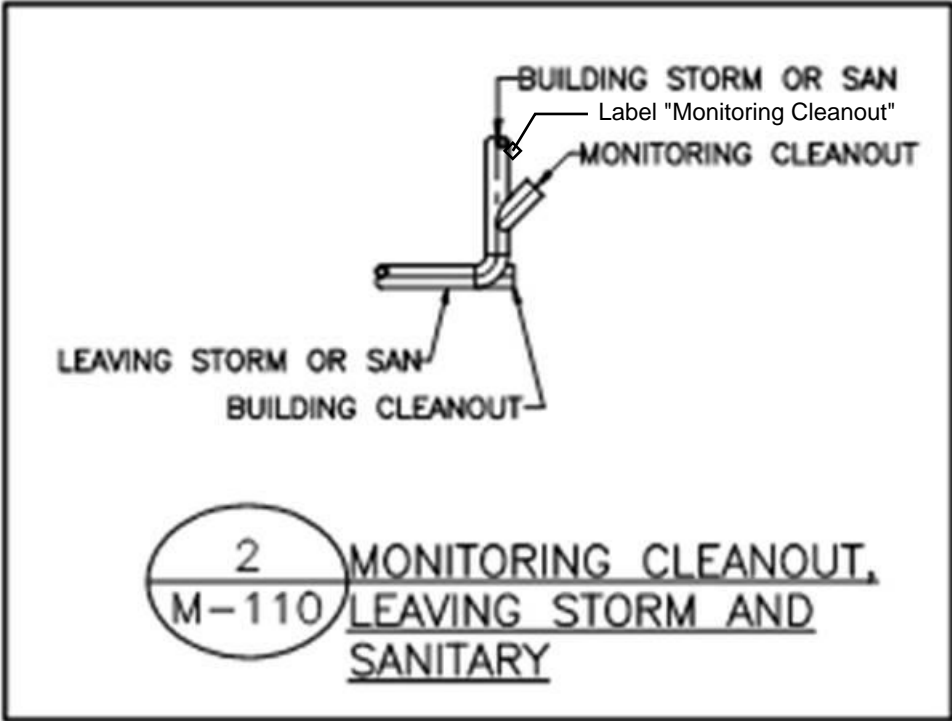 BUILDING STORM OR SAN
Label "Monitoring Cleanout"
MONITORING CLEANOUT
LEAVING STORM OR SAN
BUILDING CLEANOUT
2
M-110
MONITORING CLEANOUT,
LEAVING STORM AND
SANITARY